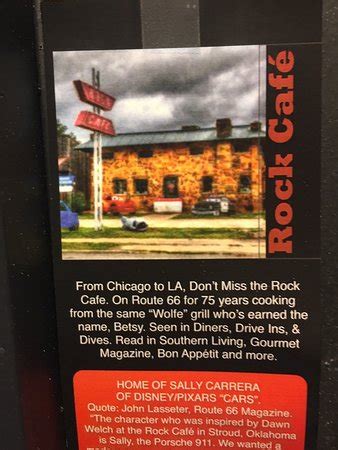 ROCK
CAFE
Rock Café
From Chicago to LA, Don't Miss the Rock
Cafe. On Route 66 for 75 years cooking
from the same "Wolfe" grill who's earned the
name, Betsy. Seen in Diners, Drive Ins, &
Dives. Read in Southern Living, Gourmet
Magazine, Bon Appétit and more.
HOME OF SALLY CARRERA
OF DISNEY/PIXARS "CARS".
Quote: John Lasseter, Route 66 Magazine.
"The character who was inspired by Dawn
Welch at the Rock Café in Stroud, Oklahoma
is Sally, the Porsche 911. We wanted a